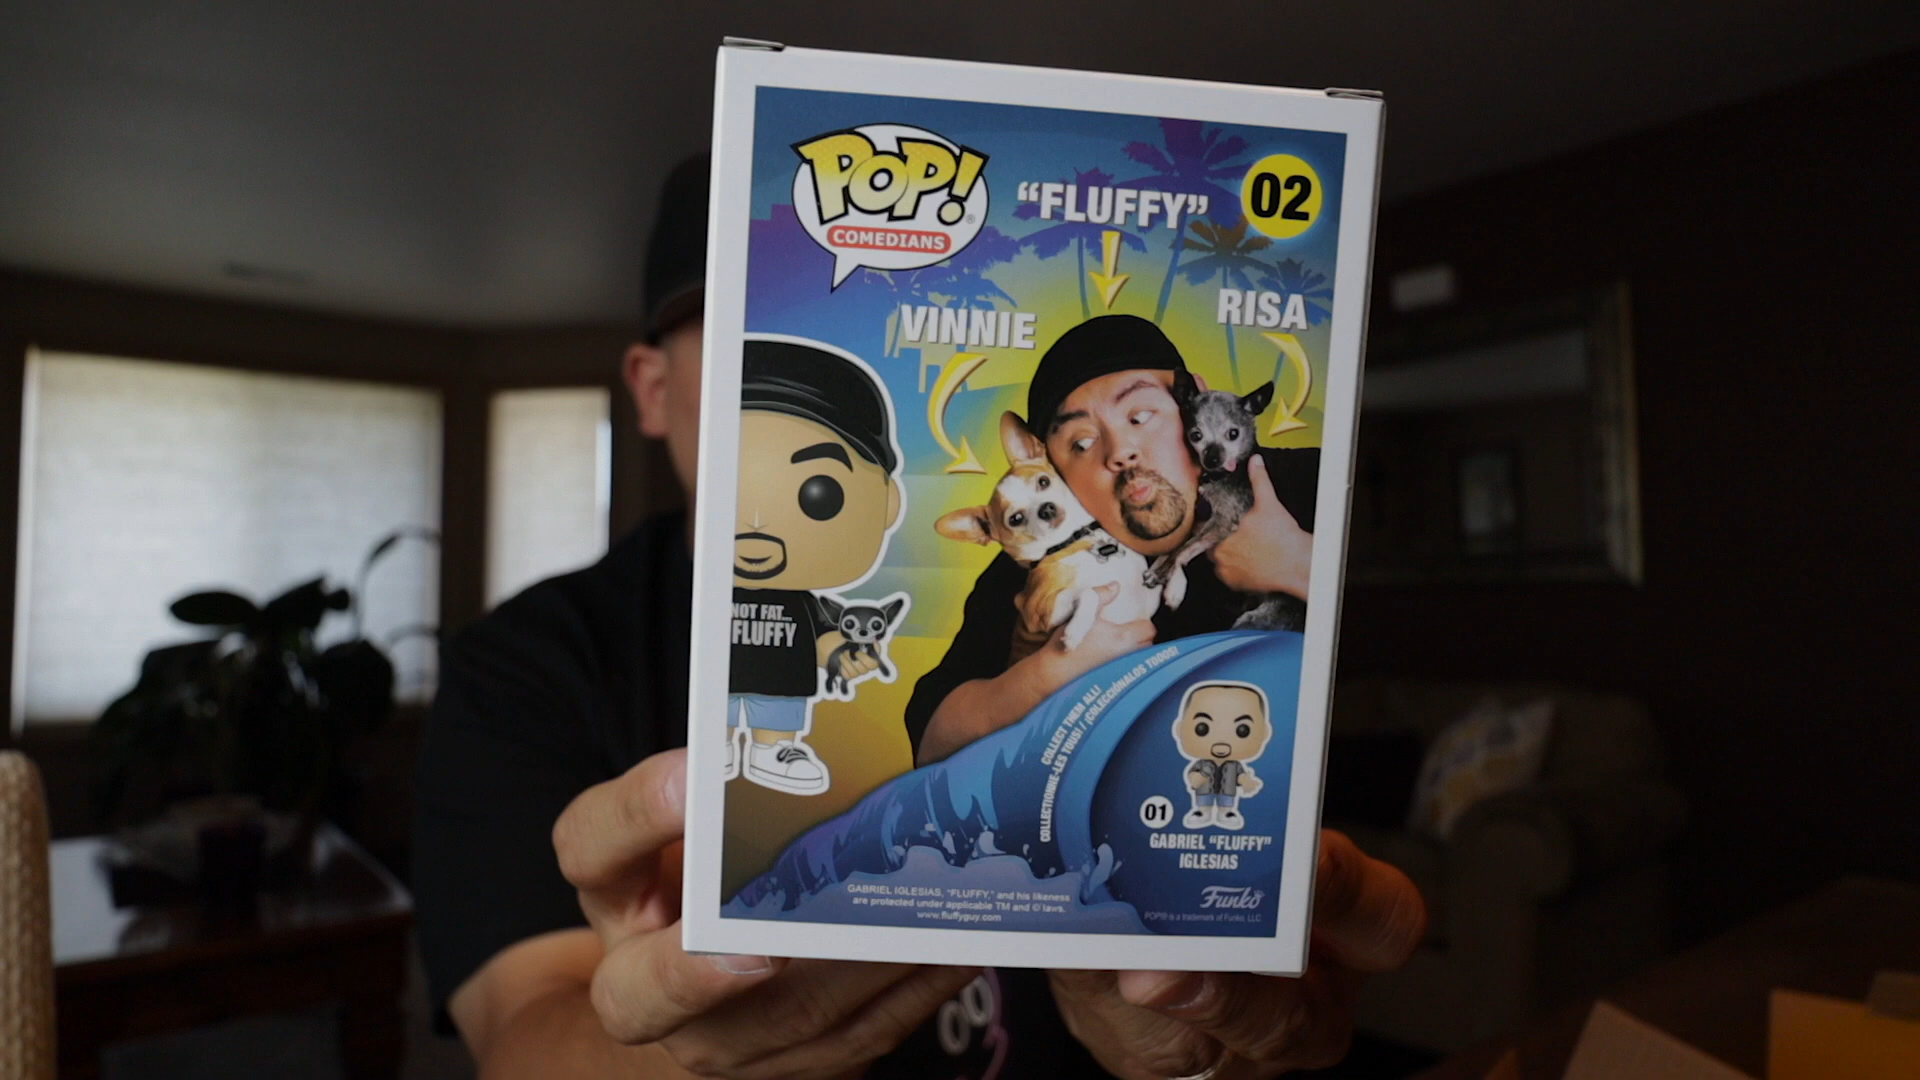 POP!®
COMEDIANS
"FLUFFY"
02
VINNIE
RISA
NOT FAT...
FLUFFY
COLLECT THEM ALL!
COLLECTIONNE-LES TOUS! / ¡COLECCIÓNALOS TODOS!
01
GABRIEL "FLUFFY"
IGLESIAS
GABRIEL IGLESIAS, "FLUFFY," and his likeness
are protected under applicable TM and © laws.
www.fluffyguy.com
Funko®
POP!® is a trademark of Funko, LLC